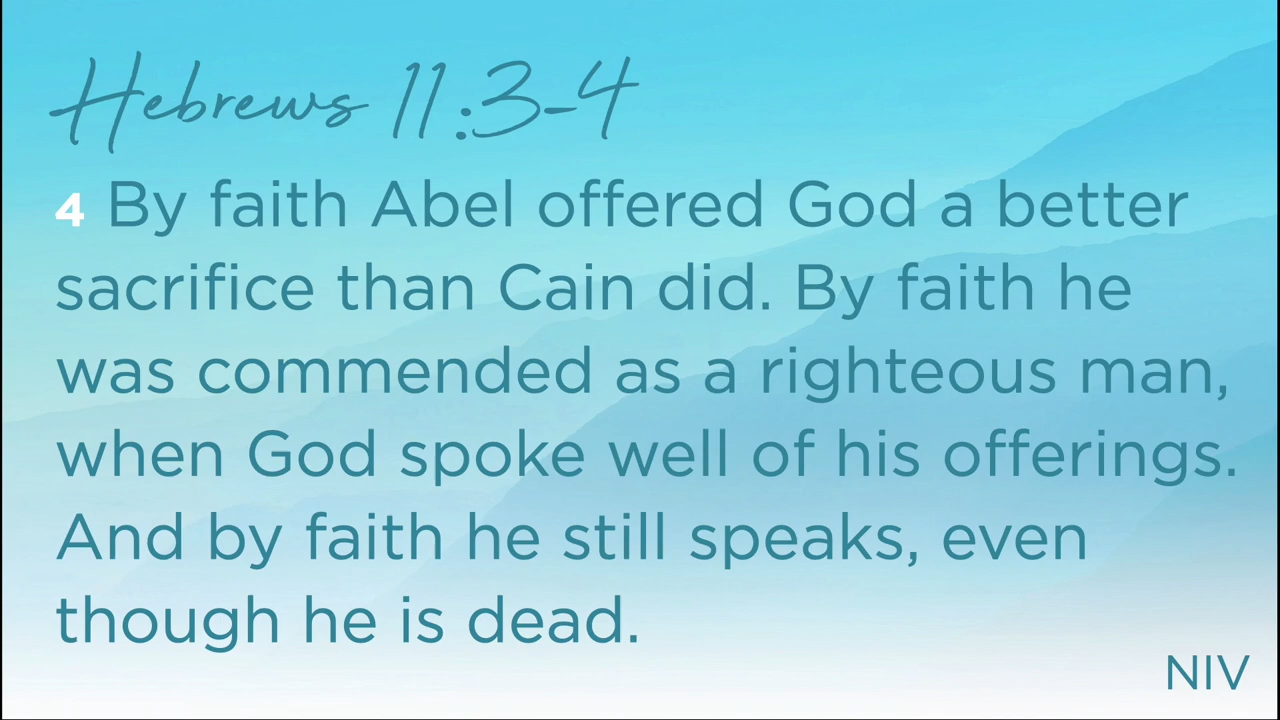 Hebrews 11:3-4
4 By faith Abel offered God a better
sacrifice than Cain did. By faith he
was commended as a righteous man,
when God spoke well of his offerings.
And by faith he still speaks, even
though he is dead.
NIV